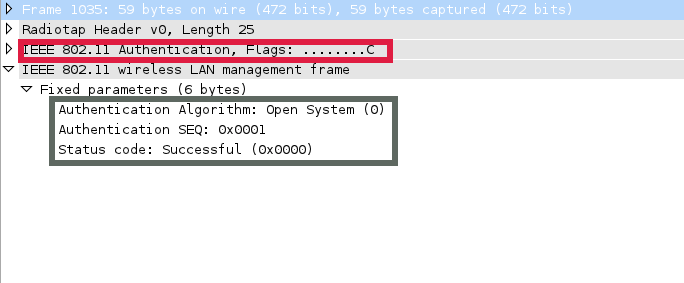 Frame 1035: 59 bytes on wire (472 bits), 59 bytes captured (472 bits)
Radiotap Header v0, Length 25
IEEE 802.11 Authentication, Flags: ........C
IEEE 802.11 wireless LAN management frame
Fixed parameters (6 bytes)
Authentication Algorithm: Open System (0)
Authentication SEQ: 0x0001
Status code: Successful (0x0000)